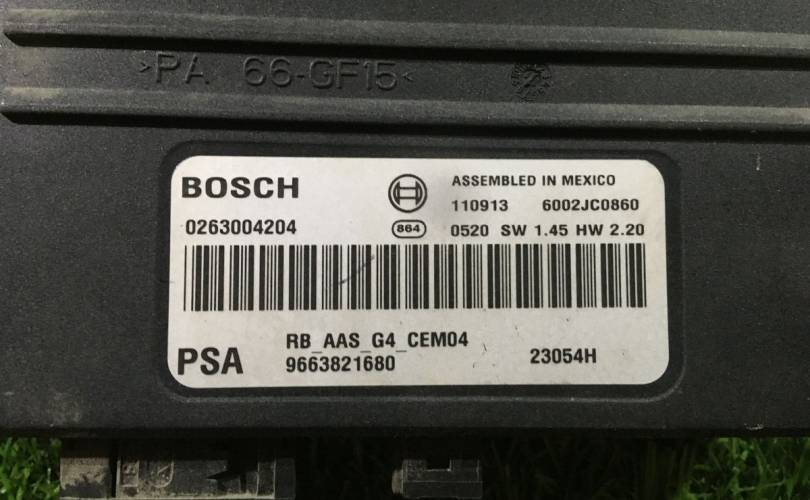 >PA 66-GF15<
BOSCH
ASSEMBLED IN MEXICO
110913 6002JC0860
0263004204
864 0520 SW 1.45 HW 2.20
RB_AAS_G4_CEM04
PSA 9663821680 23054H